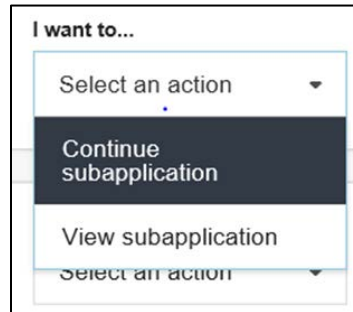 I want to...
Select an action
Continue
subapplication
View subapplication
Select an action